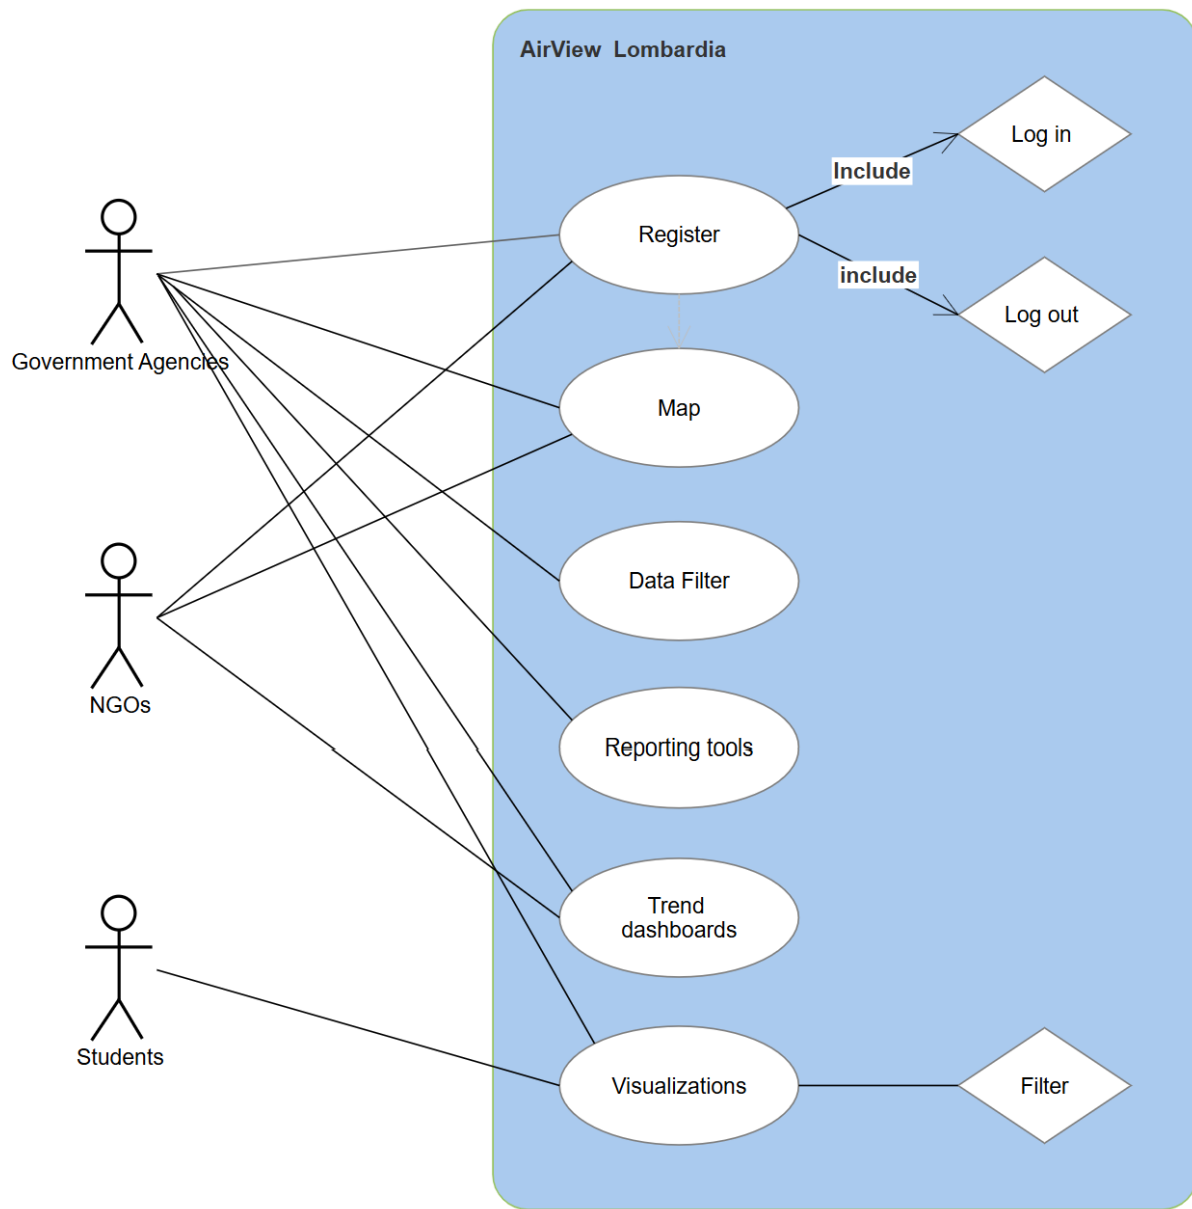 AirView Lombardia
Log in
Include
Register
include
Log out
Government Agencies
Map
Data Filter
NGOs
Reporting tools
Trend
dashboards
Students
Visualizations
Filter